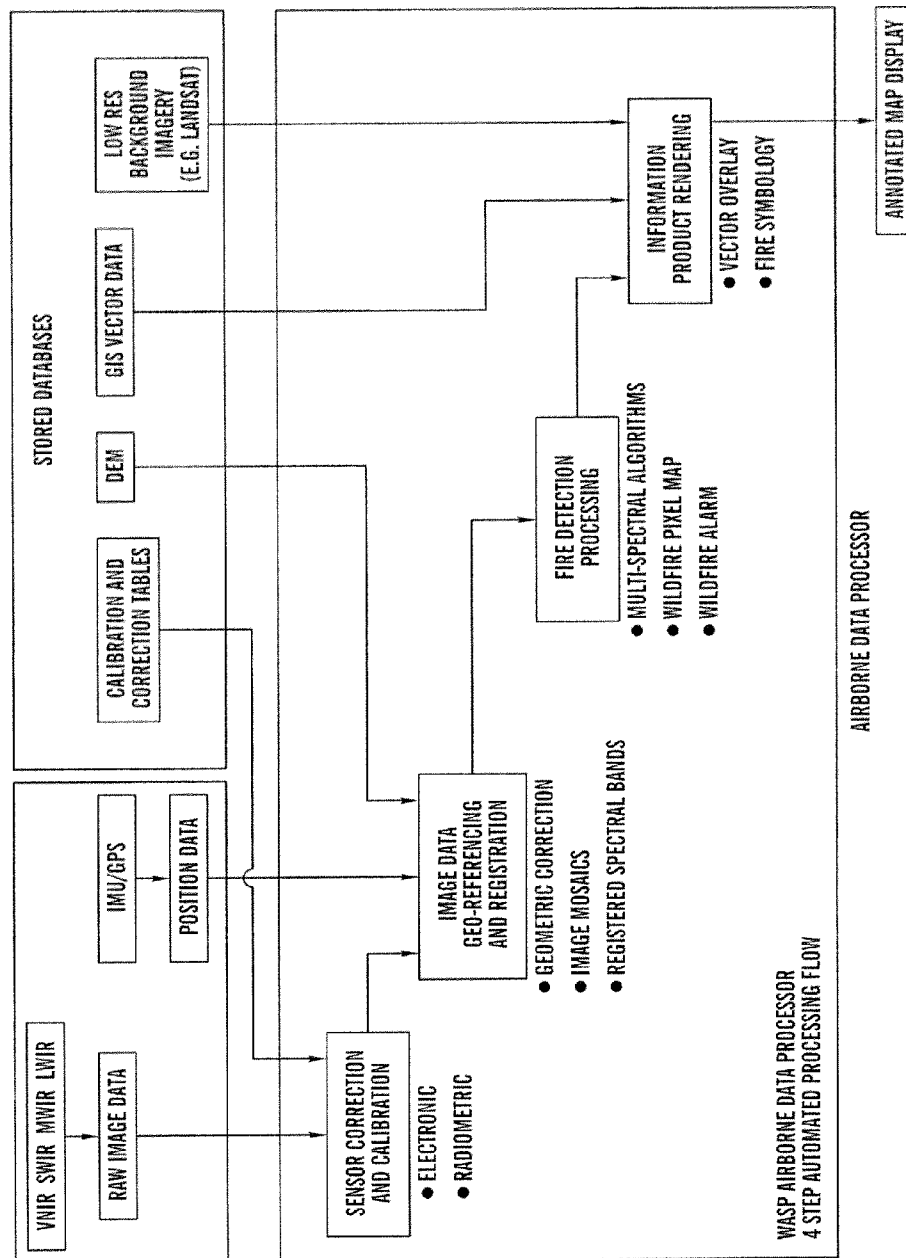 VNIR SWIR MWIR LWIR
RAW IMAGE DATA
IMU/GPS
POSITION DATA
STORED DATABASES
CALIBRATION AND
CORRECTION TABLES
DEM
GIS VECTOR DATA
LOW RES
BACKGROUND
IMAGERY
(E.G. LANDSAT)
SENSOR CORRECTION
AND CALIBRATION
● ELECTRONIC
● RADIOMETRIC
IMAGE DATA
GEO-REFERENCING
AND REGISTRATION
● GEOMETRIC CORRECTION
● IMAGE MOSAICS
● REGISTERED SPECTRAL BANDS
FIRE DETECTION
PROCESSING
● MULTI-SPECTRAL ALGORITHMS
● WILDFIRE PIXEL MAP
● WILDFIRE ALARM
INFORMATION
PRODUCT RENDERING
● VECTOR OVERLAY
● FIRE SYMBOLOGY
WASP AIRBORNE DATA PROCESSOR
4 STEP AUTOMATED PROCESSING FLOW
AIRBORNE DATA PROCESSOR
ANNOTATED MAP DISPLAY